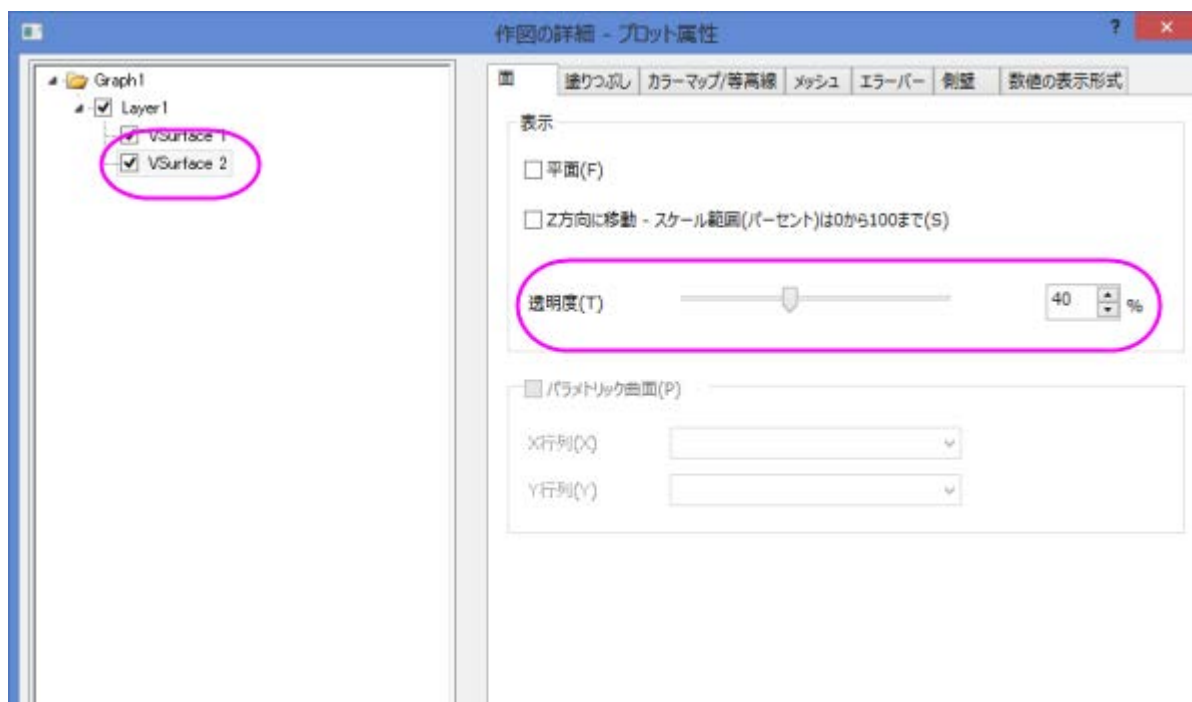 作図の詳細 - プロット属性
?
×
Graph1
Layer1
VSurface 1
VSurface 2
面
塗りつぶし
カラーマップ/等高線
メッシュ
エラーバー
側壁
数値の表示形式
表示
平面(F)
Z方向に移動 - スケール範囲(パーセント)は0から100まで(S)
透明度(T)
40
%
パラメトリック曲面(P)
X行列(X)
Y行列(Y)